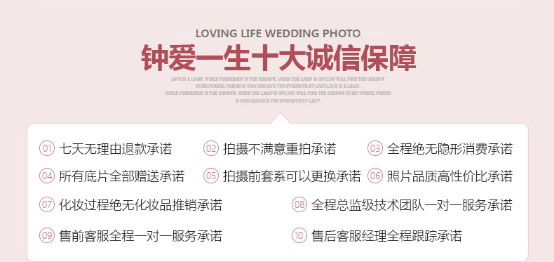 LOVING LIFE WEDDING PHOTO
钟爱一生十大诚信保障
01 七天无理由退款承诺 02 拍摄不满意重拍承诺 03 全程绝无隐形消费承诺
04 所有底片全部赠送承诺 05 拍摄前套系可以更换承诺 06 照片品质高性价比承诺
07 化妆过程绝无化妆品推销承诺 08 全程总监级技术团队一对一服务承诺
09 售前客服全程一对一服务承诺 10 售后客服经理全程跟踪承诺